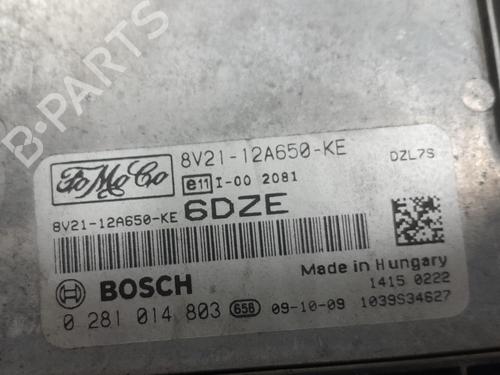 8V21-12A650-KE
DZL7S
FoMoCo
e11 I-00 2081
8V21-12A650-KE 6DZE
Made in Hungary
BOSCH
1415 0222
0 281 014 803 65B 09-10-09 1039S34627
B-PARTS